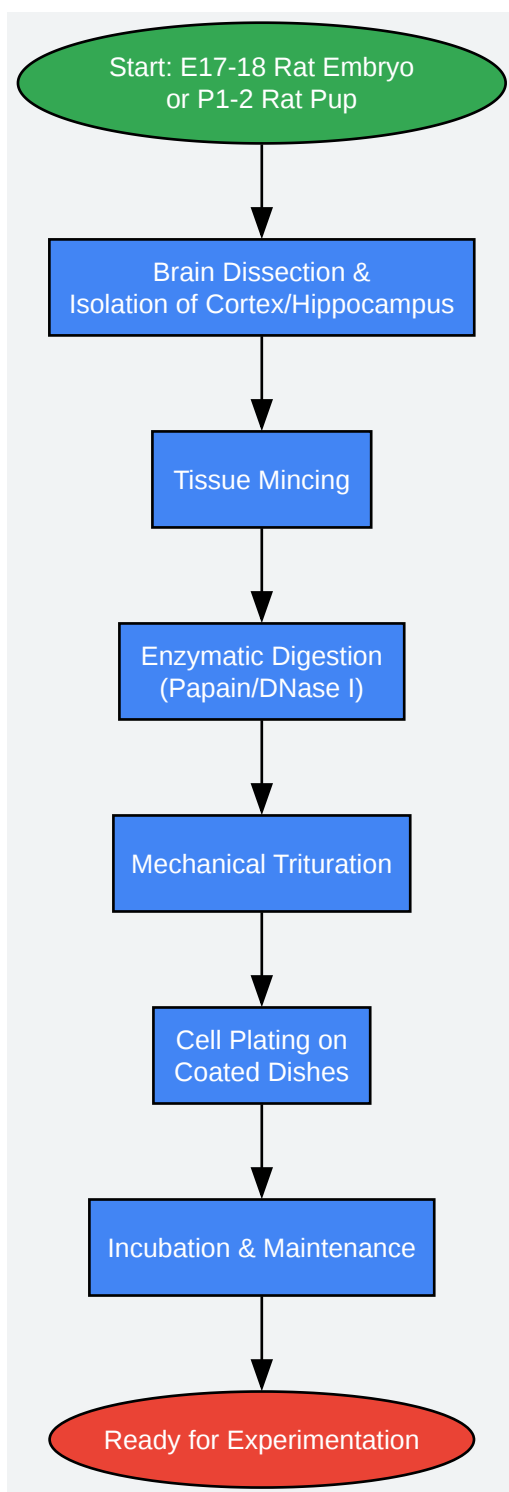 Start: E17-18 Rat Embryo
or P1-2 Rat Pup
Brain Dissection &
Isolation of Cortex/Hippocampus
Tissue Mincing
Enzymatic Digestion
(Papain/DNase I)
Mechanical Trituration
Cell Plating on
Coated Dishes
Incubation & Maintenance
Ready for Experimentation